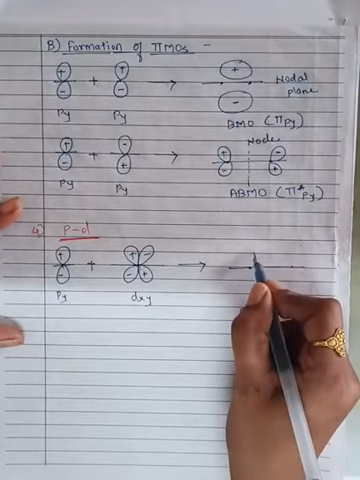 B) Formation of ΠMOs -
+ + + → + Nodal
- - - plane
Py Py BMO (Πpy)
Node
+ + - → + -
- + - +
Py Py ABMO (Π*py)
4) P-d
+ + + - →
- - +
Py dxy